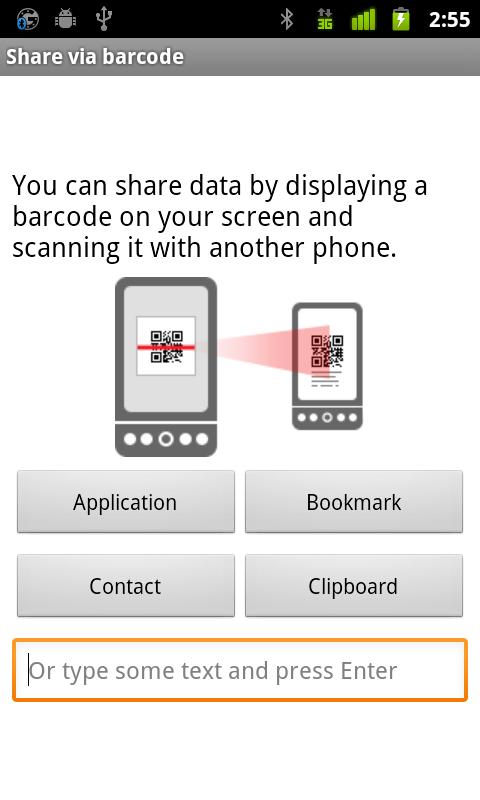 3G 2:55
Share via barcode
You can share data by displaying a
barcode on your screen and
scanning it with another phone.
Application Bookmark
Contact Clipboard
Or type some text and press Enter